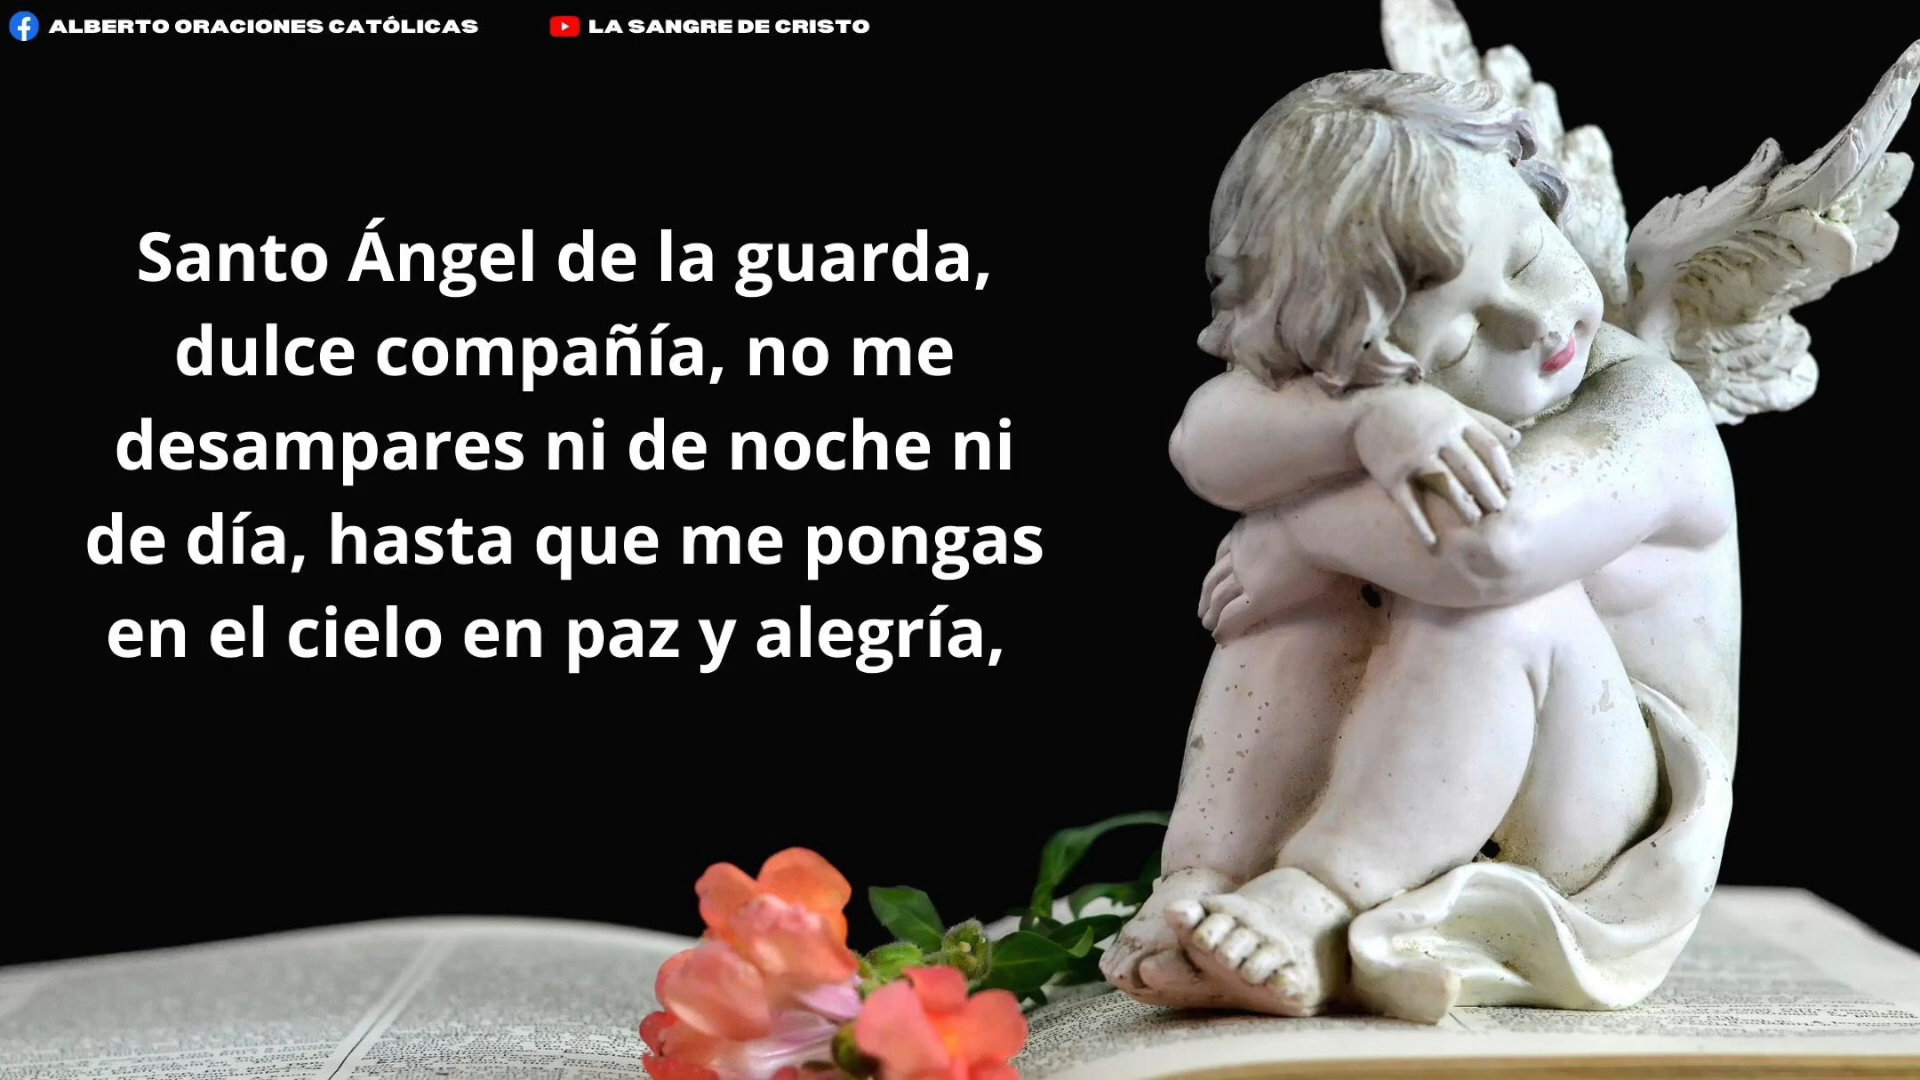 ALBERTO ORACIONES CATÓLICAS
LA SANGRE DE CRISTO
Santo Ángel de la guarda,
dulce compañía, no me
desampares ni de noche ni
de día, hasta que me pongas
en el cielo en paz y alegría,